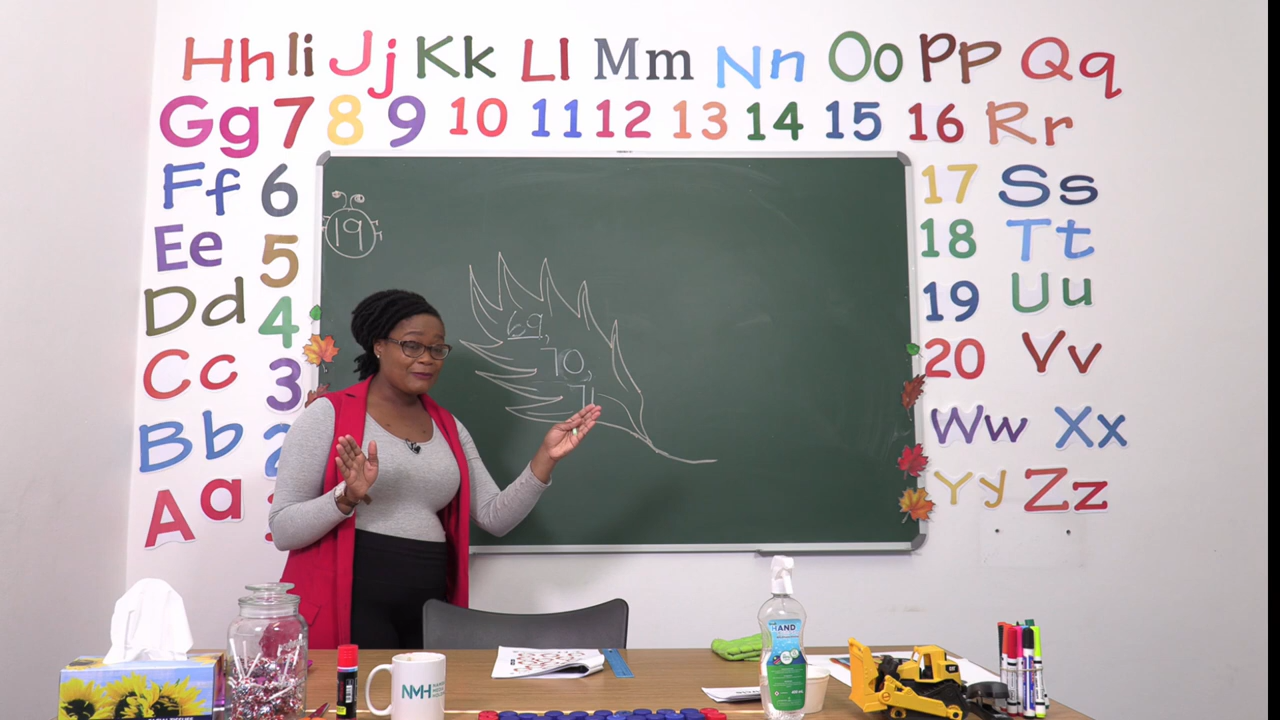 Hh Ii Jj Kk Ll Mm Nn Oo Pp Qq
Gg 7 8 9 10 11 12 13 14 15 16 Rr
Ff 6 17 Ss
19
Ee 5 18 Tt
Dd 4 19 Uu
69,
Cc 3 20 Vv
70,
71
Bb 2 Ww Xx
Aa Yy Zz
HAND
NMH